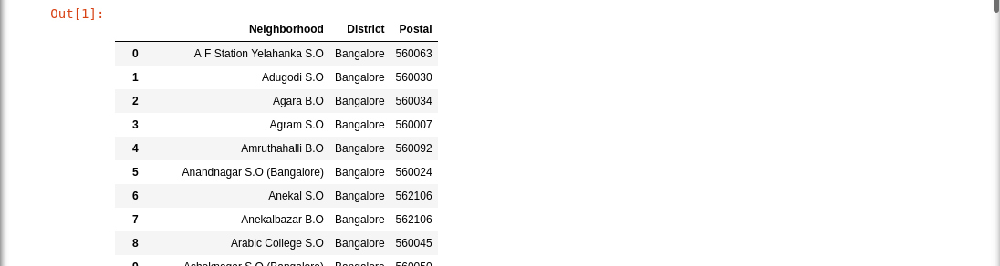 Out[1]:
Neighborhood District Postal
0 A F Station Yelahanka S.O Bangalore 560063
1 Adugodi S.O Bangalore 560030
2 Agara B.O Bangalore 560034
3 Agram S.O Bangalore 560007
4 Amruthahalli B.O Bangalore 560092
5 Anandnagar S.O (Bangalore) Bangalore 560024
6 Anekal S.O Bangalore 562106
7 Anekalbazar B.O Bangalore 562106
8 Arabic College S.O Bangalore 560045
9 Ashoknagar S.O (Bangalore) Bangalore 560050